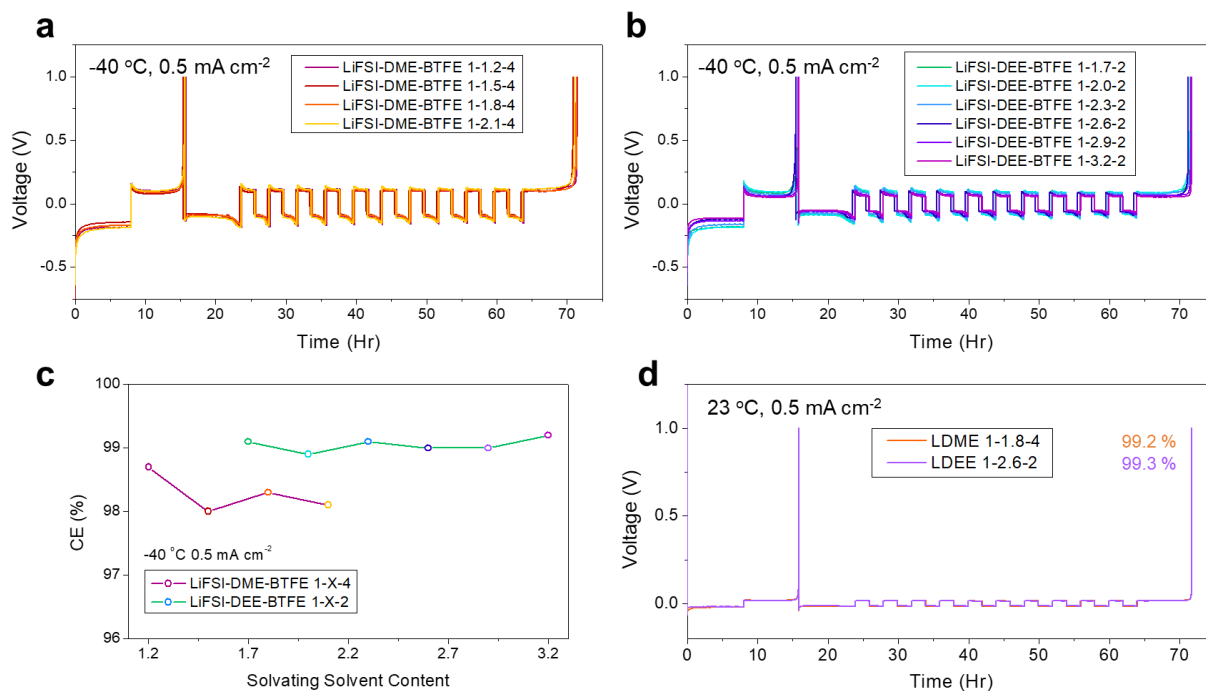 a
-40 °C, 0.5 mA cm-2
LiFSI-DME-BTFE 1-1.2-4
LiFSI-DME-BTFE 1-1.5-4
LiFSI-DME-BTFE 1-1.8-4
LiFSI-DME-BTFE 1-2.1-4
1.0
0.5
0.0
-0.5
Voltage (V)
0 10 20 30 40 50 60 70
Time (Hr)
b
-40 °C, 0.5 mA cm-2
LiFSI-DEE-BTFE 1-1.7-2
LiFSI-DEE-BTFE 1-2.0-2
LiFSI-DEE-BTFE 1-2.3-2
LiFSI-DEE-BTFE 1-2.6-2
LiFSI-DEE-BTFE 1-2.9-2
LiFSI-DEE-BTFE 1-3.2-2
1.0
0.5
0.0
-0.5
Voltage (V)
0 10 20 30 40 50 60 70
Time (Hr)
c
100
99
98
97
96
CE (%)
-40 °C 0.5 mA cm-2
LiFSI-DME-BTFE 1-X-4
LiFSI-DEE-BTFE 1-X-2
1.2 1.7 2.2 2.7 3.2
Solvating Solvent Content
d
23 °C, 0.5 mA cm-2
LDME 1-1.8-4 99.2 %
LDEE 1-2.6-2 99.3 %
1.0
0.5
0.0
Voltage (V)
0 10 20 30 40 50 60 70
Time (Hr)